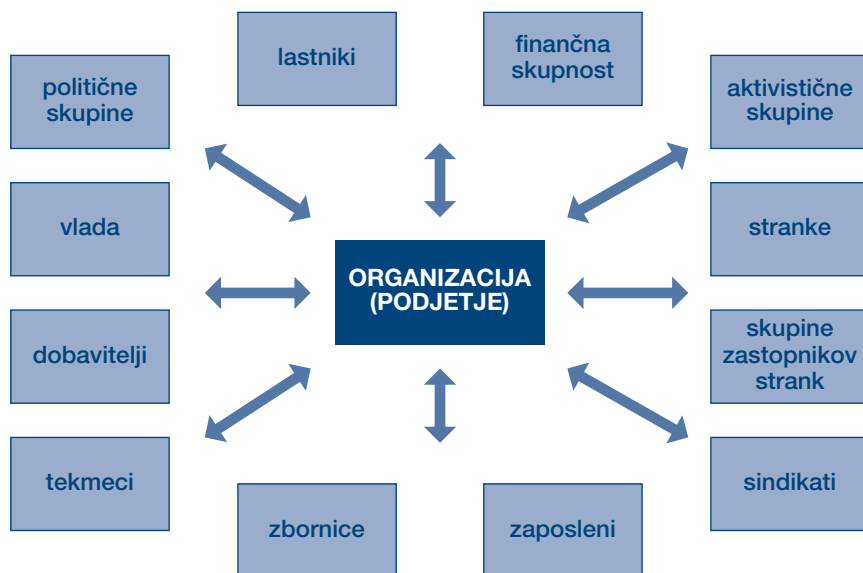 lastniki
finančna
skupnost
politične
skupine
aktivistične
skupine
vlada
stranke
ORGANIZACIJA
(PODJETJE)
dobavitelji
skupine
zastopnikov
strank
tekmeci
sindikati
zbornice
zaposleni